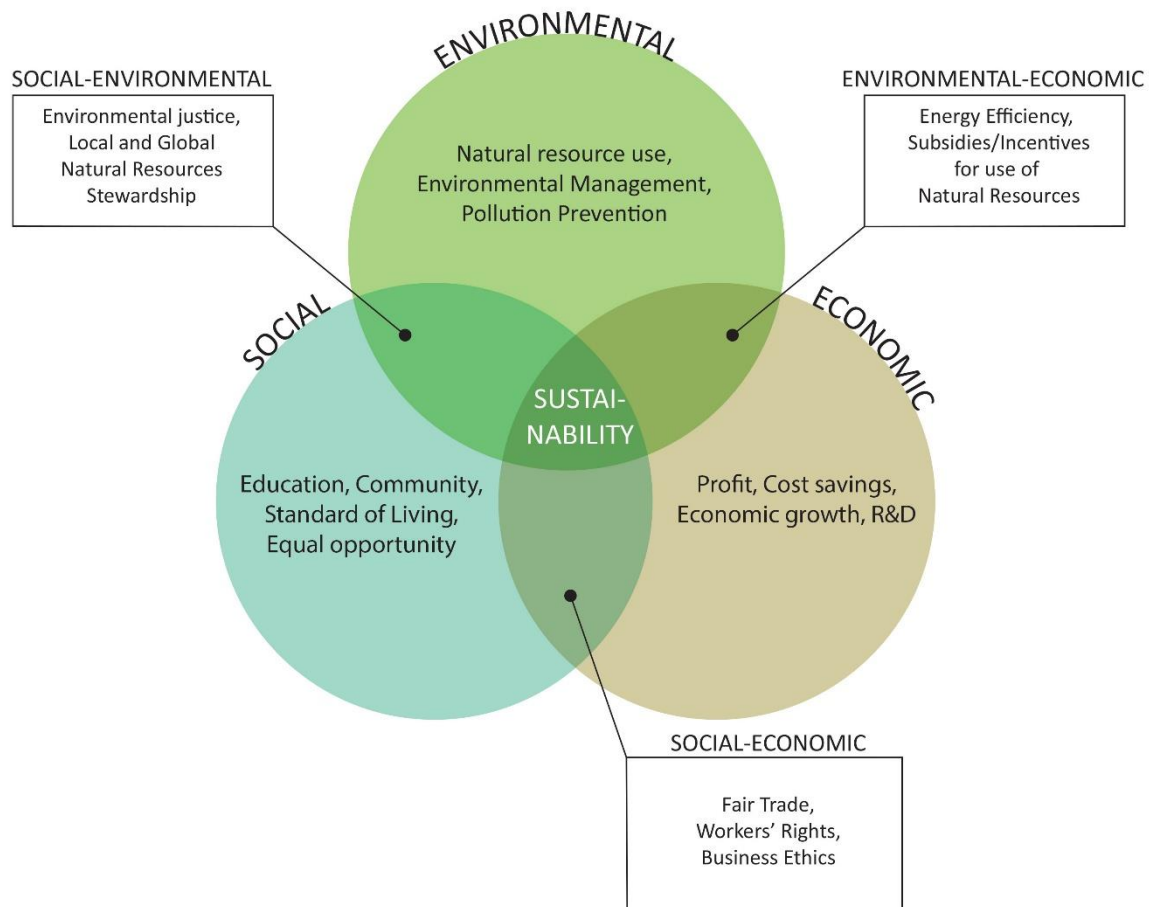 ENVIRONMENTAL
SOCIAL-ENVIRONMENTAL
Environmental justice,
Local and Global
Natural Resources
Stewardship
ENVIRONMENTAL-ECONOMIC
Energy Efficiency,
Subsidies/Incentives
for use of
Natural Resources
Natural resource use,
Environmental Management,
Pollution Prevention
SOCIAL
ECONOMIC
SUSTAI-
NABILITY
Education, Community,
Standard of Living,
Equal opportunity
Profit, Cost savings,
Economic growth, R&D
SOCIAL-ECONOMIC
Fair Trade,
Workers’ Rights,
Business Ethics